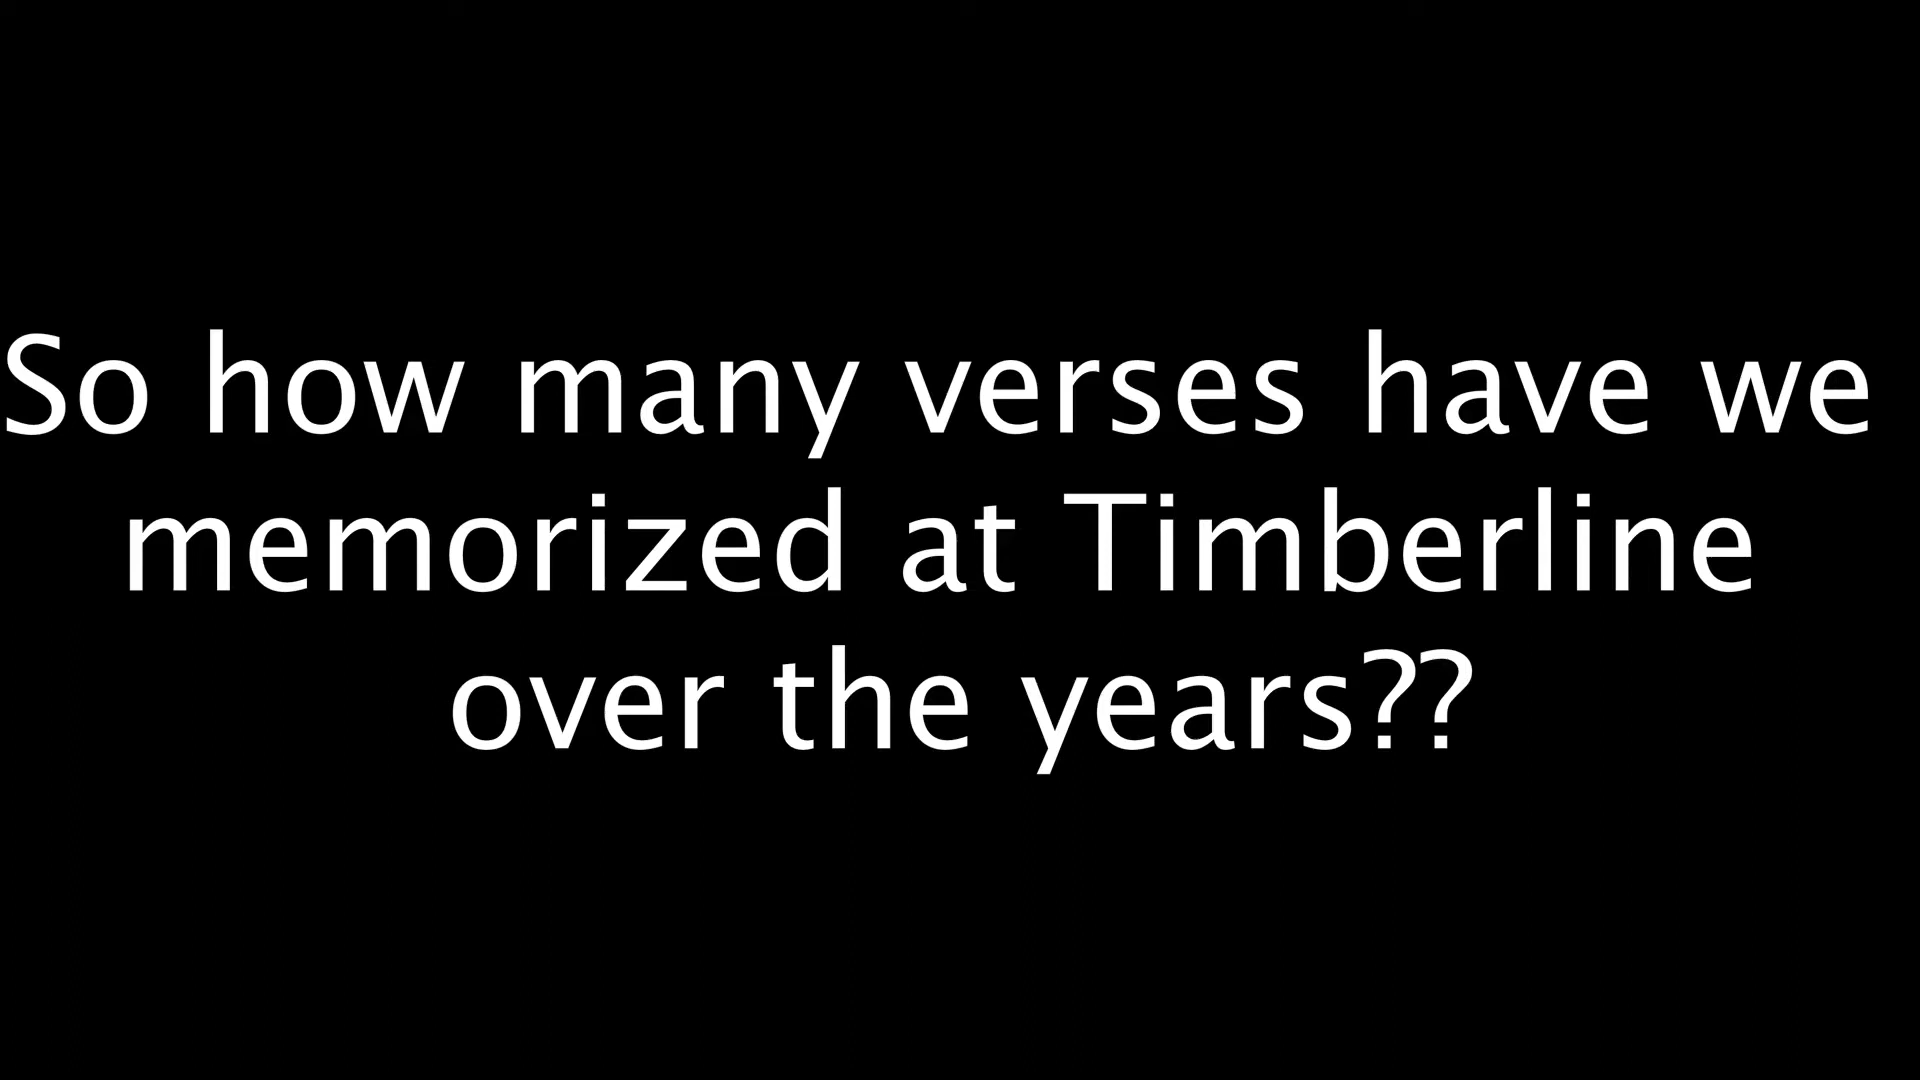 So how many verses have we
memorized at Timberline
over the years??